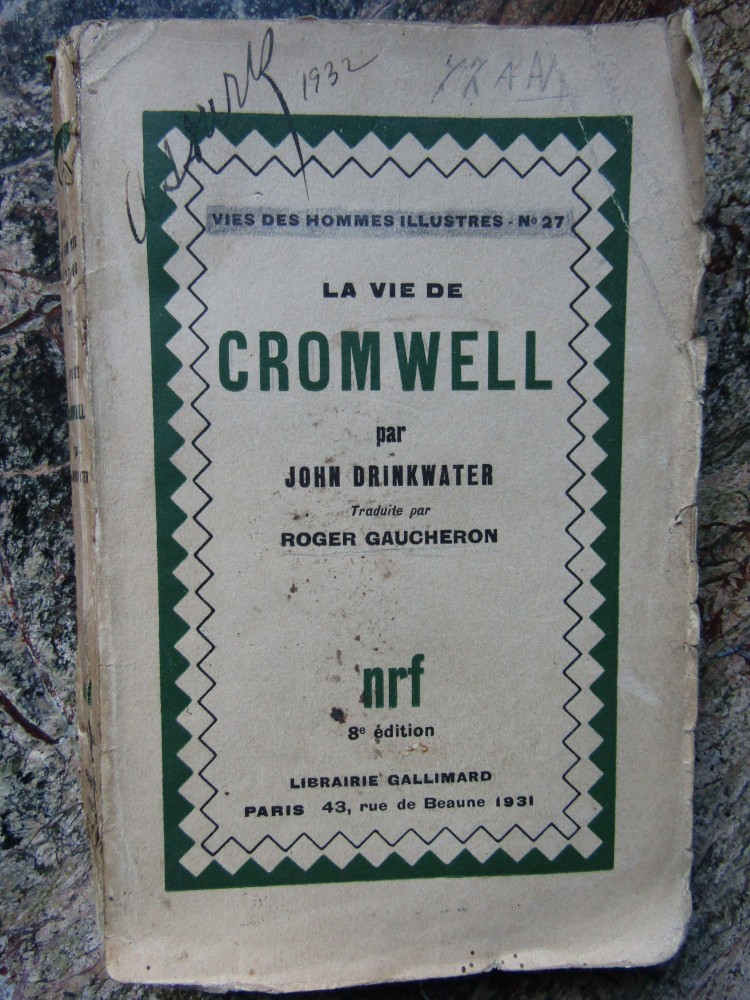 1932
VIES DES HOMMES ILLUSTRES - Nº 27
LA VIE DE
CROMWELL
par
JOHN DRINKWATER
Traduite par
ROGER GAUCHERON
nrf
8e édition
LIBRAIRIE GALLIMARD
PARIS 43, rue de Beaune 1931